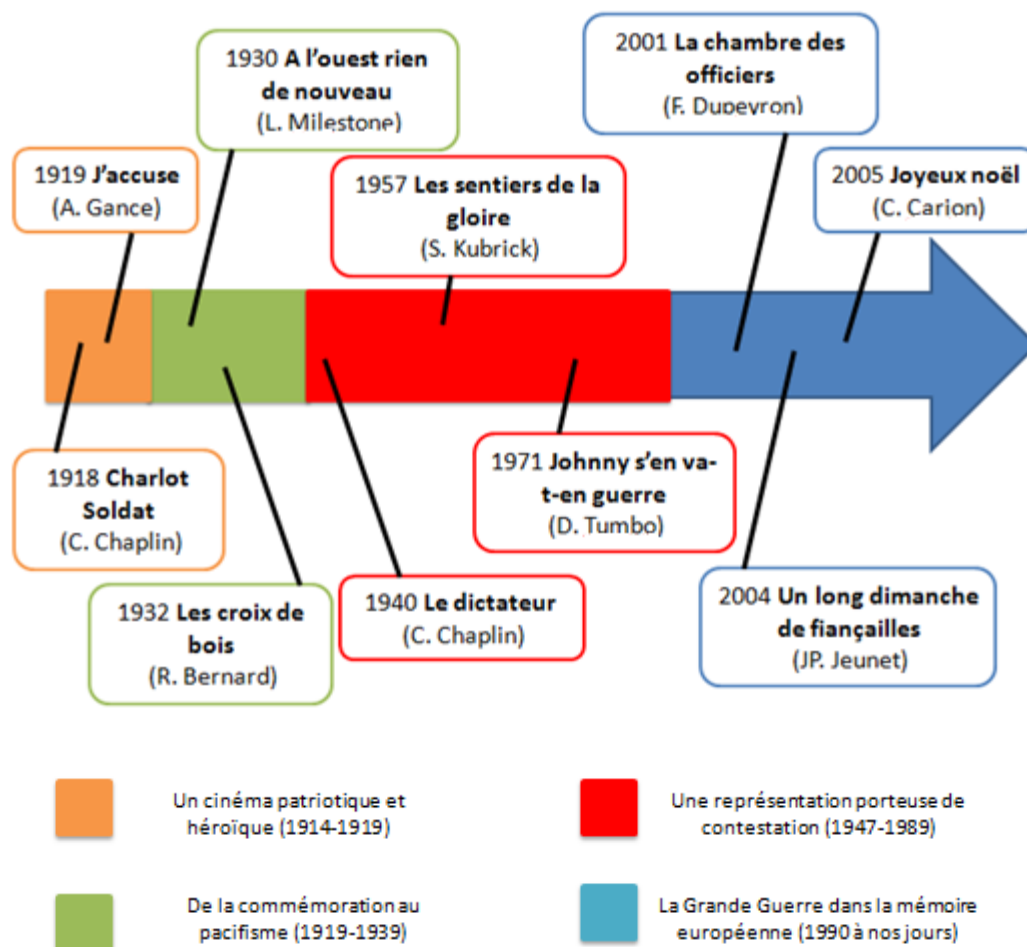 1930 A l'ouest rien
de nouveau
(L. Milestone)
2001 La chambre des
officiers
(F. Dupeyron)
1919 J'accuse
(A. Gance)
1957 Les sentiers de la
gloire
(S. Kubrick)
2005 Joyeux noël
(C. Carion)
1918 Charlot
Soldat
(C. Chaplin)
1971 Johnny s'en va-
t-en guerre
(D. Tumbo)
1932 Les croix de
bois
(R. Bernard)
1940 Le dictateur
(C. Chaplin)
2004 Un long dimanche
de fiançailles
(JP. Jeunet)
Un cinéma patriotique et
héroïque (1914-1919)
Une représentation porteuse de
contestation (1947-1989)
De la commémoration au
pacifisme (1919-1939)
La Grande Guerre dans la mémoire
européenne (1990 à nos jours)